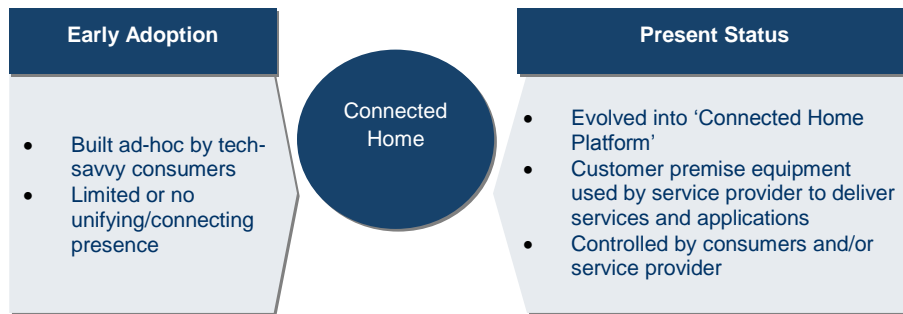 Early Adoption
• Built ad-hoc by tech-
savvy consumers
• Limited or no
unifying/connecting
presence
Connected
Home
Present Status
• Evolved into ‘Connected Home
Platform’
• Customer premise equipment
used by service provider to deliver
services and applications
• Controlled by consumers and/or
service provider